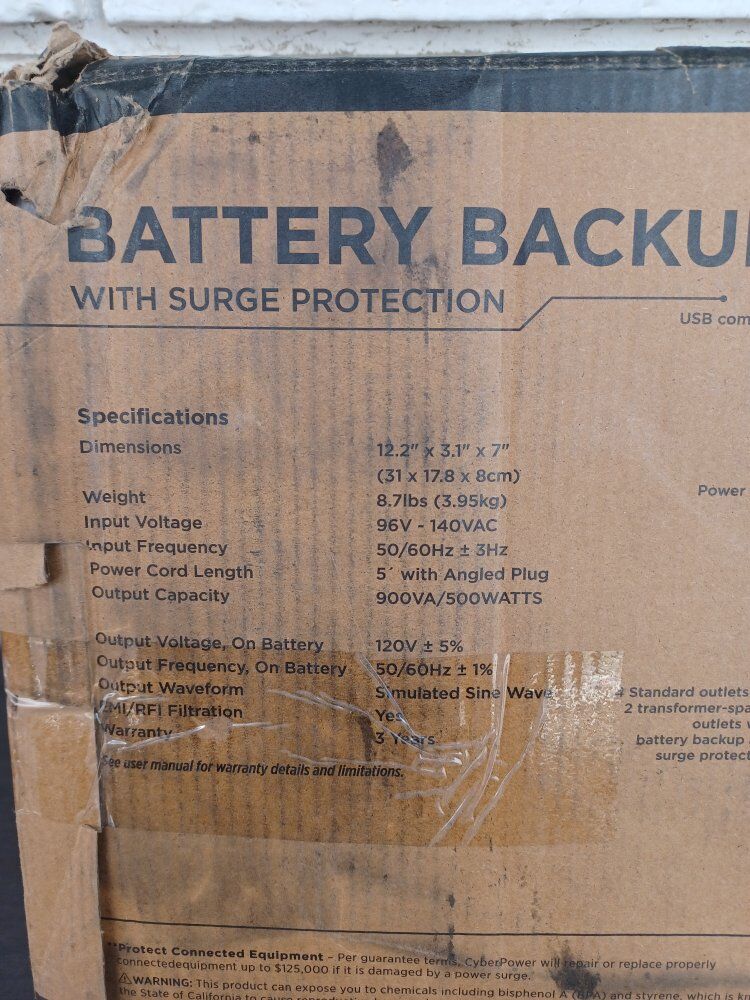 BATTERY BACKU
WITH SURGE PROTECTION
USB com
Specifications
Dimensions 12.2" x 3.1" x 7"
(31 x 17.8 x 8cm)
Weight 8.7lbs (3.95kg)
Input Voltage 96V - 140VAC
Input Frequency 50/60Hz ± 3Hz
Power Cord Length 5´ with Angled Plug
Output Capacity 900VA/500WATTS
Power
Output Voltage, On Battery 120V ± 5%
Output Frequency, On Battery 50/60Hz ± 1%
Output Waveform Simulated Sine Wave
EMI/RFI Filtration Yes
Warranty 3 Years
See user manual for warranty details and limitations.
4 Standard outlets
2 transformer-spa
outlets
battery backup
surge protect
**Protect Connected Equipment - Per guarantee terms, CyberPower will repair or replace properly
connectedequipment up to $125,000 if it is damaged by a power surge.
⚠WARNING: This product can expose you to chemicals including bisphenol A (BPA) and styrene, which is k
the State of California to cause